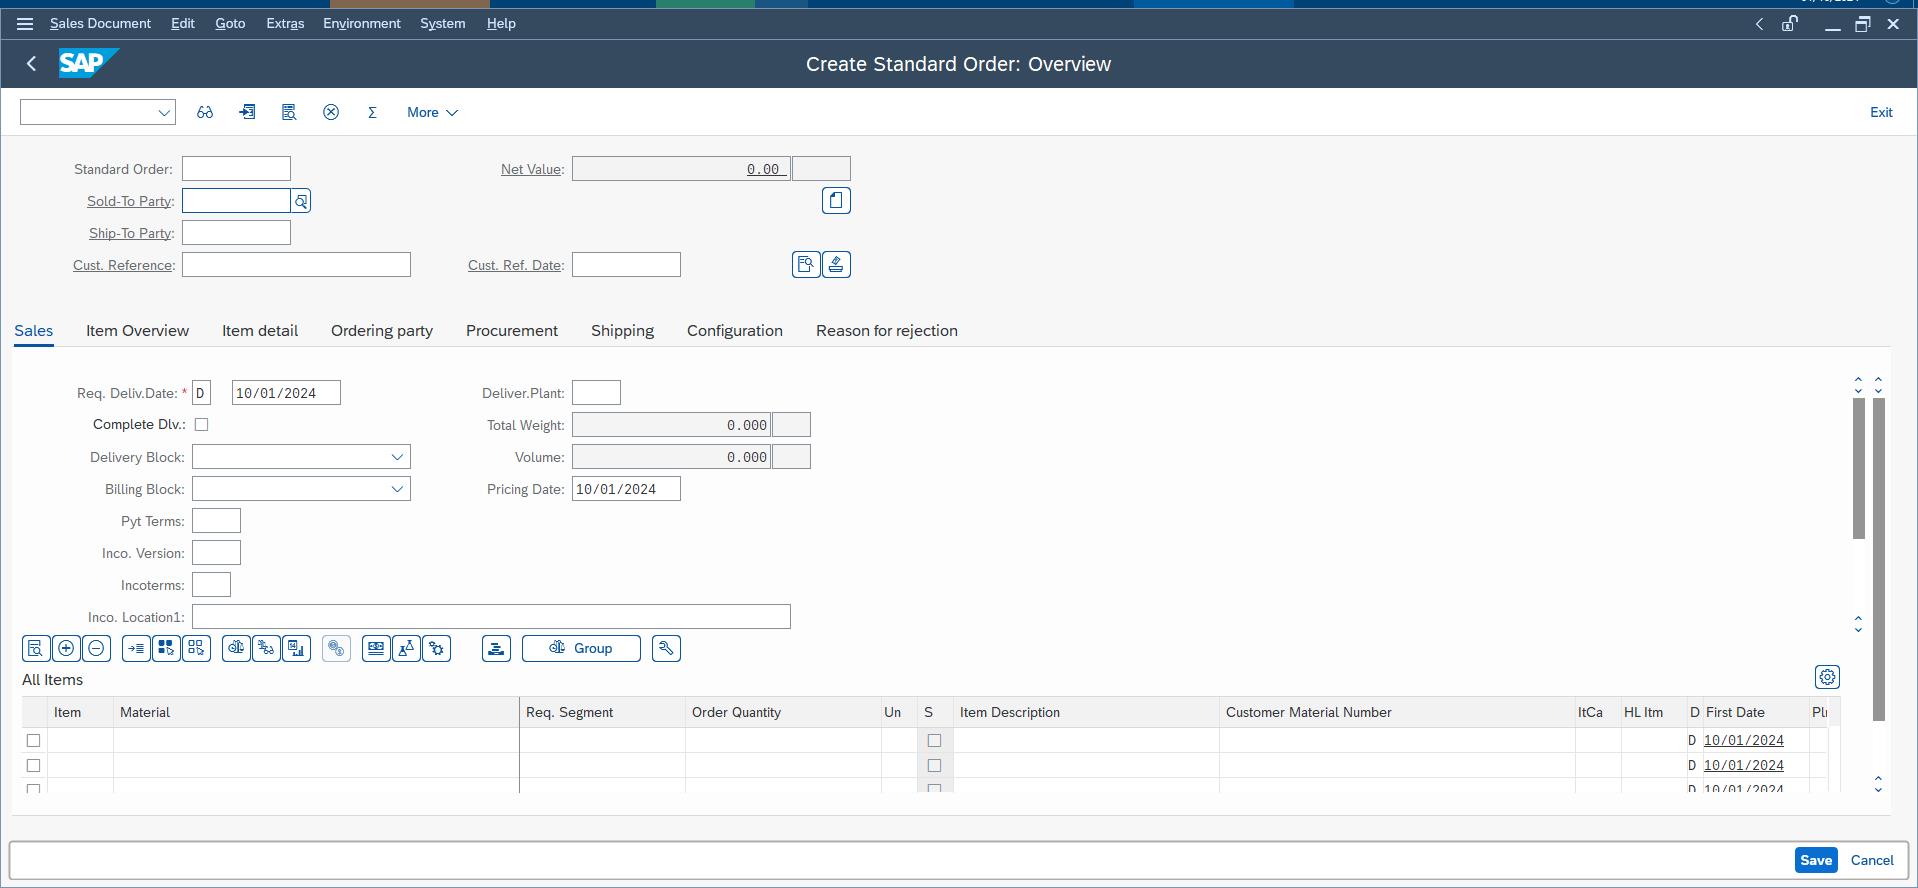 Sales Document Edit Goto Extras Environment System Help
SAP Create Standard Order: Overview
More Exit
Standard Order: Net Value: 0.00
Sold-To Party:
Ship-To Party:
Cust. Reference: Cust. Ref. Date:
Sales Item Overview Item detail Ordering party Procurement Shipping Configuration Reason for rejection
Req. Deliv.Date: * D 10/01/2024 Deliver.Plant:
Complete Dlv.: Total Weight: 0.000
Delivery Block: Volume: 0.000
Billing Block: Pricing Date: 10/01/2024
Pyt Terms:
Inco. Version:
Incoterms:
Inco. Location1:
Group
All Items
Item Material Req. Segment Order Quantity Un S Item Description Customer Material Number ItCa HL Itm D First Date
D 10/01/2024
D 10/01/2024
D 10/01/2024
Save Cancel